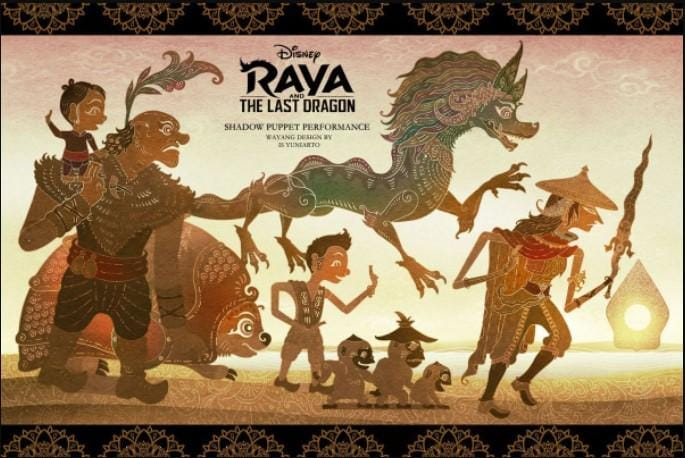 Disney
RAYA
AND
THE LAST DRAGON
SHADOW PUPPET PERFORMANCE
WAYANG DESIGN BY
IS YUNIARTO